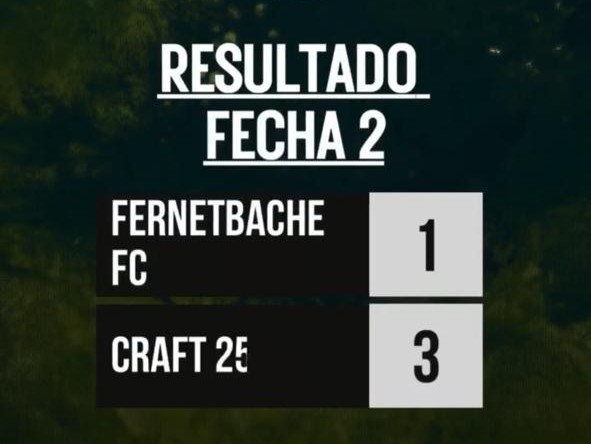 RESULTADO
FECHA 2
FERNETBACHE
1
FC
CRAFT 25
3